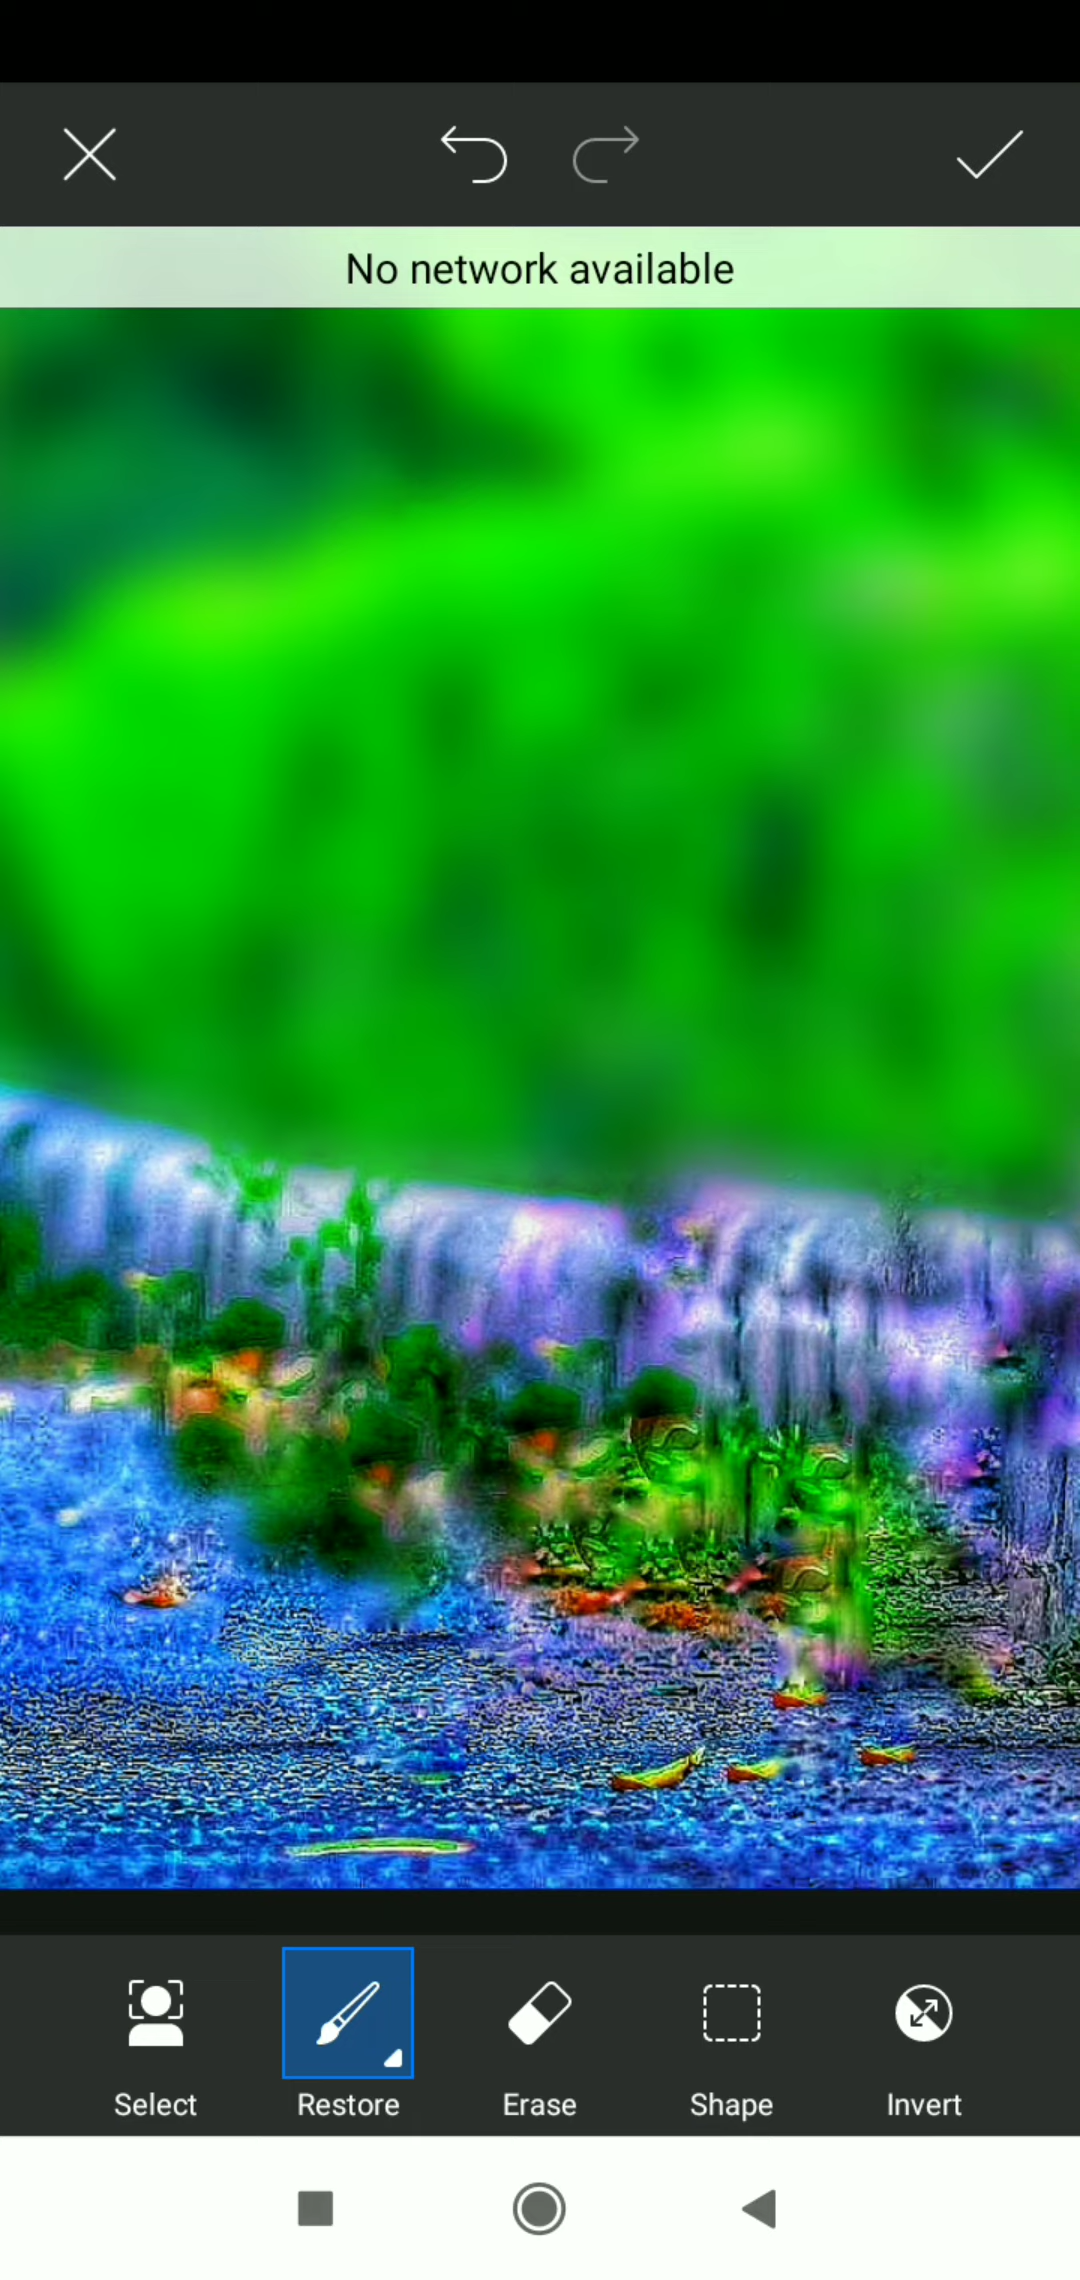 No network available
Select
Restore
Erase
Shape
Invert